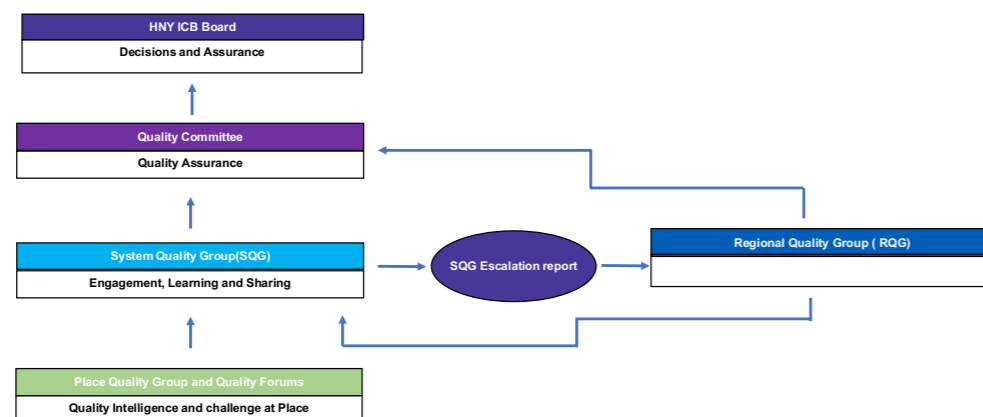 HNY ICB Board
Decisions and Assurance
Quality Committee
Quality Assurance
System Quality Group(SQG)
Engagement, Learning and Sharing
SQG Escalation report
Regional Quality Group ( RQG)
Place Quality Group and Quality Forums
Quality Intelligence and challenge at Place